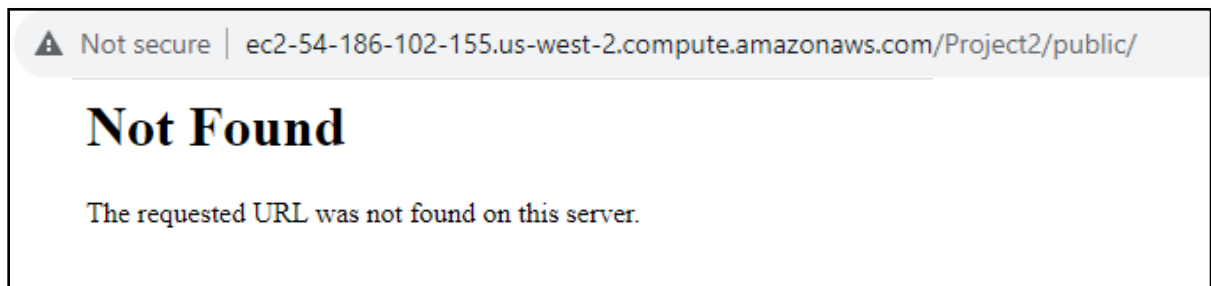 Not secure | ec2-54-186-102-155.us-west-2.compute.amazonaws.com/Project2/public/
Not Found
The requested URL was not found on this server.